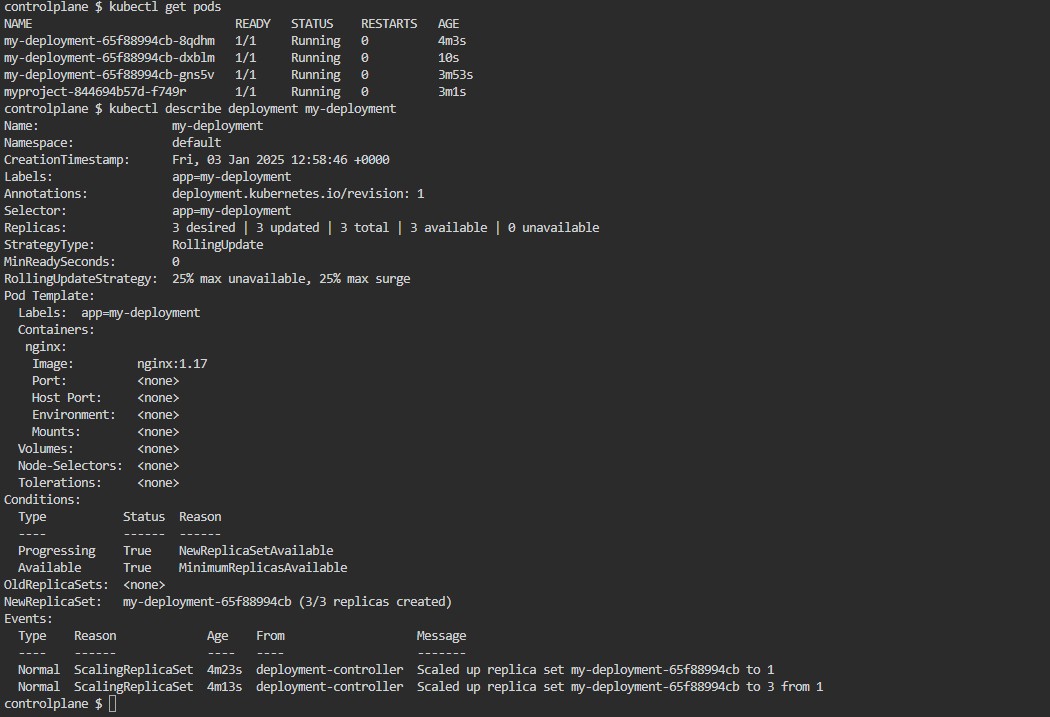 controlplane $ kubectl get pods
NAME                             READY   STATUS    RESTARTS   AGE
my-deployment-65f88994cb-8qdhm   1/1     Running   0          4m3s
my-deployment-65f88994cb-dxblm   1/1     Running   0          10s
my-deployment-65f88994cb-gns5v   1/1     Running   0          3m53s
myproject-844694b57d-f749r       1/1     Running   0          3m1s
controlplane $ kubectl describe deployment my-deployment
Name:                   my-deployment
Namespace:              default
CreationTimestamp:      Fri, 03 Jan 2025 12:58:46 +0000
Labels:                 app=my-deployment
Annotations:            deployment.kubernetes.io/revision: 1
Selector:               app=my-deployment
Replicas:               3 desired | 3 updated | 3 total | 3 available | 0 unavailable
StrategyType:           RollingUpdate
MinReadySeconds:        0
RollingUpdateStrategy:  25% max unavailable, 25% max surge
Pod Template:
  Labels:  app=my-deployment
  Containers:
   nginx:
    Image:         nginx:1.17
    Port:          <none>
    Host Port:     <none>
    Environment:   <none>
    Mounts:        <none>
  Volumes:         <none>
  Node-Selectors:  <none>
  Tolerations:     <none>
Conditions:
  Type           Status  Reason
  ----           ------  ------
  Progressing    True    NewReplicaSetAvailable
  Available      True    MinimumReplicasAvailable
OldReplicaSets:  <none>
NewReplicaSet:   my-deployment-65f88994cb (3/3 replicas created)
Events:
  Type    Reason             Age    From                   Message
  ----    ------             ----   ----                   -------
  Normal  ScalingReplicaSet  4m23s  deployment-controller  Scaled up replica set my-deployment-65f88994cb to 1
  Normal  ScalingReplicaSet  4m13s  deployment-controller  Scaled up replica set my-deployment-65f88994cb to 3 from 1
controlplane $